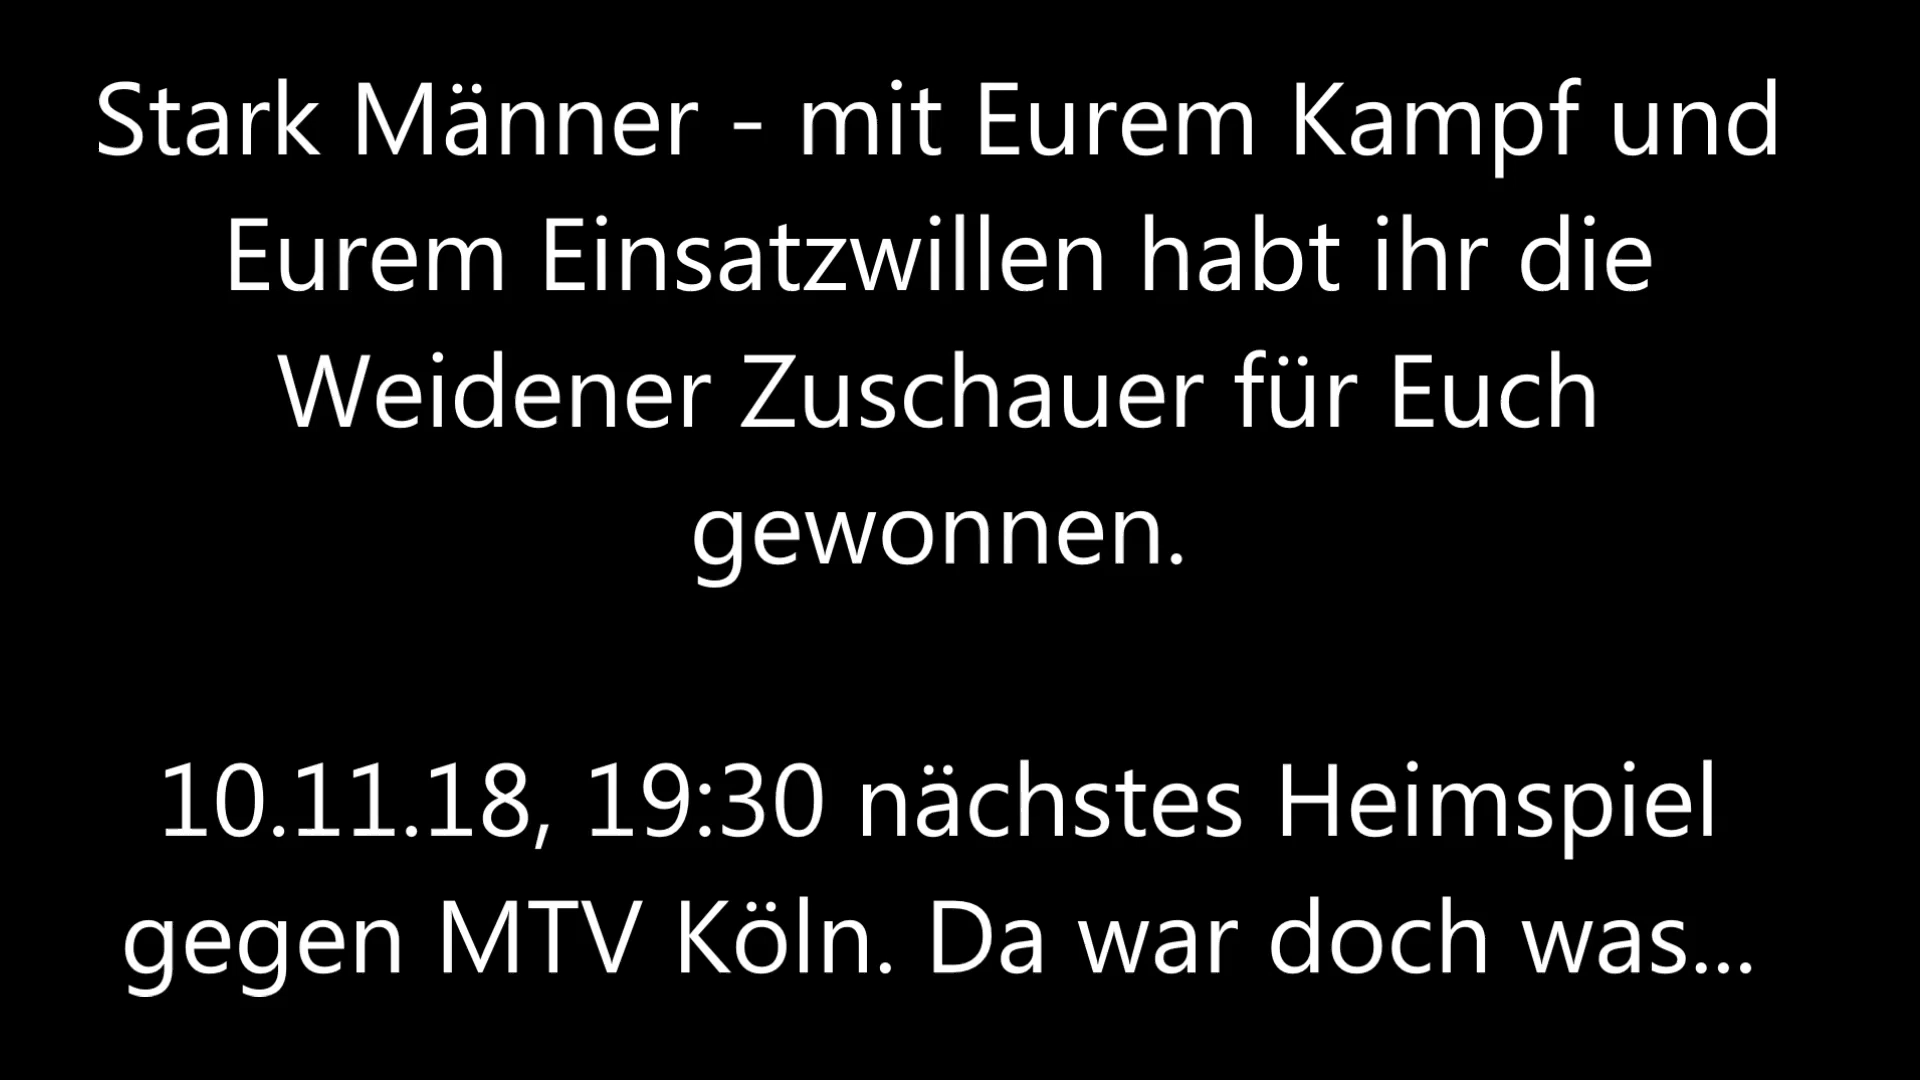 Stark Männer - mit Eurem Kampf und
Eurem Einsatzwillen habt ihr die
Weidener Zuschauer für Euch
gewonnen.
10.11.18, 19:30 nächstes Heimspiel
gegen MTV Köln. Da war doch was...